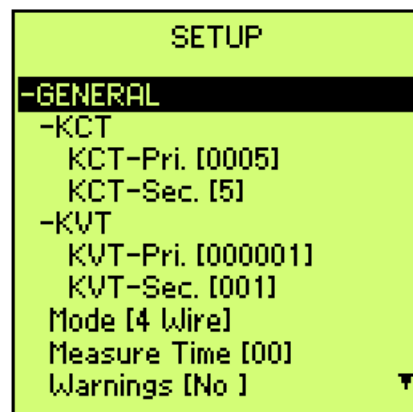 SETUP
-GENERAL
-KCT
KCT-Pri. [0005]
KCT-Sec. [5]
-KVT
KVT-Pri. [000001]
KVT-Sec. [001]
Mode [4 Wire]
Measure Time [00]
Warnings [No ]